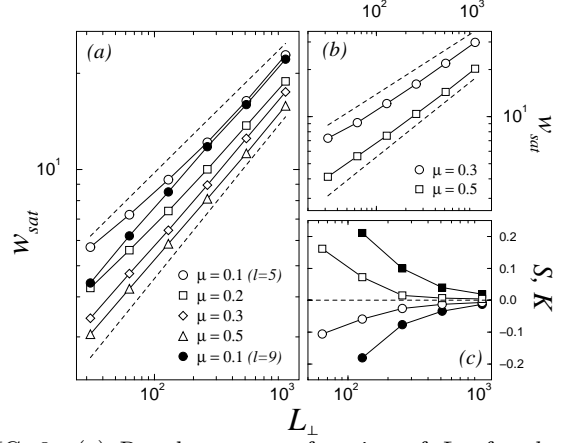 10² 10³
(a)
(b)
10¹
w_sat
10¹
w_sat
μ = 0.3
μ = 0.5
μ = 0.1 (l=5)
μ = 0.2
μ = 0.3
μ = 0.5
μ = 0.1 (l=9)
0.2
0.1
0.0
−0.1
−0.2
S, K
(c)
10² 10³
10² 10³
L⊥